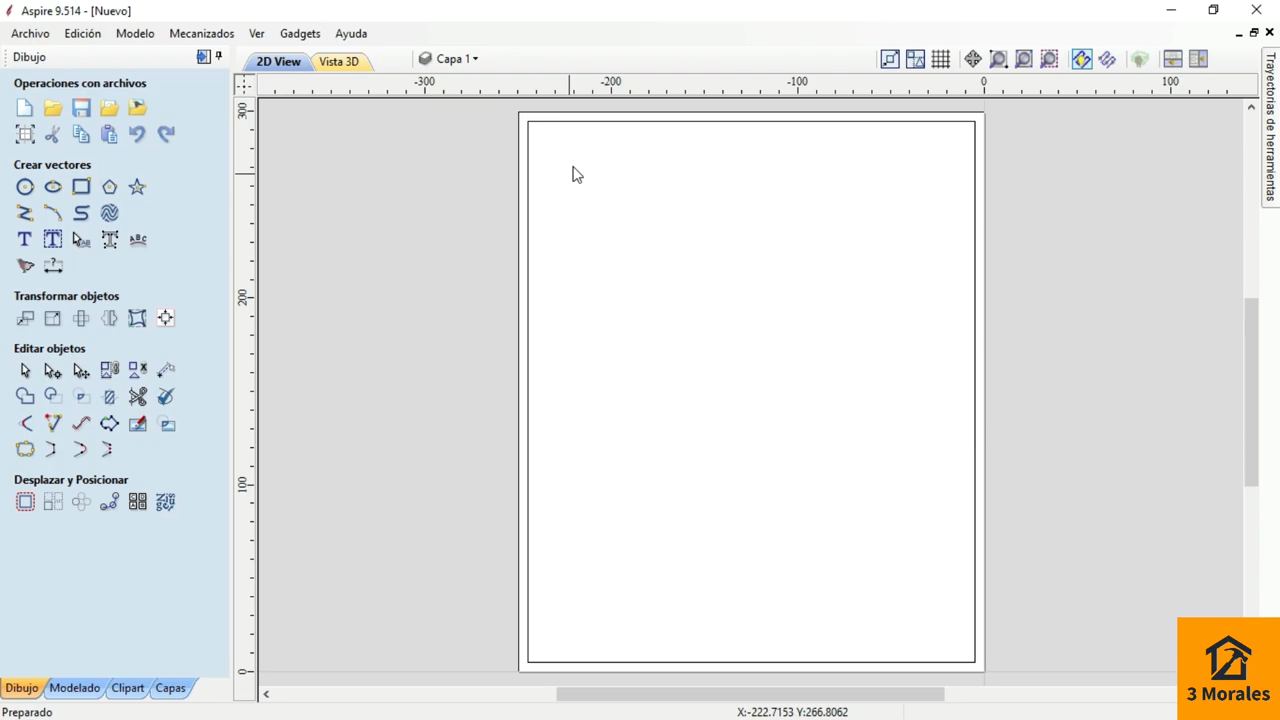 Aspire 9.514 - [Nuevo]
Archivo Edición Modelo Mecanizados Ver Gadgets Ayuda
Dibujo
2D View Vista 3D Capa 1
Operaciones con archivos
Crear vectores
Transformar objetos
Editar objetos
Desplazar y Posicionar
-300 -200 -100 0 100
300
200
100
0
Trayectorias de herramientas
Dibujo Modelado Clipart Capas
Preparado
X:-222.7153 Y:266.8062
3 Morales